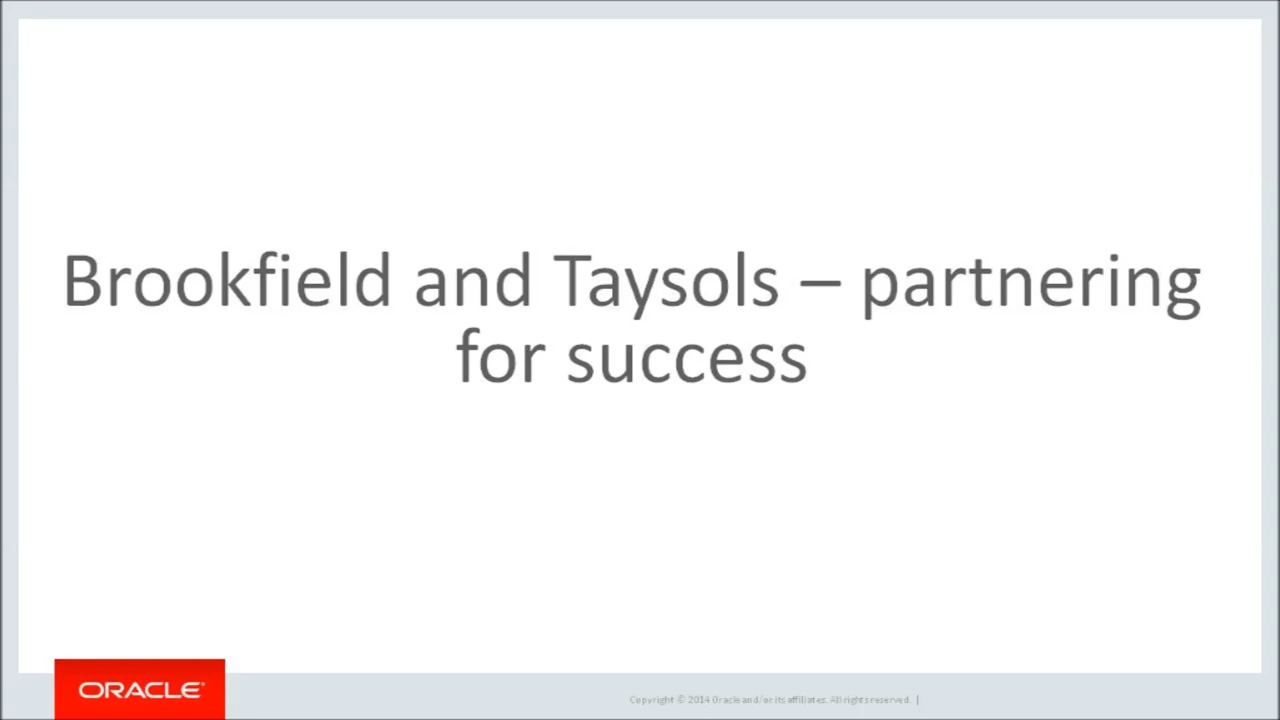 Brookfield and Taysols – partnering
for success
ORACLE®
Copyright © 2014 Oracle and/or its affiliates. All rights reserved. |